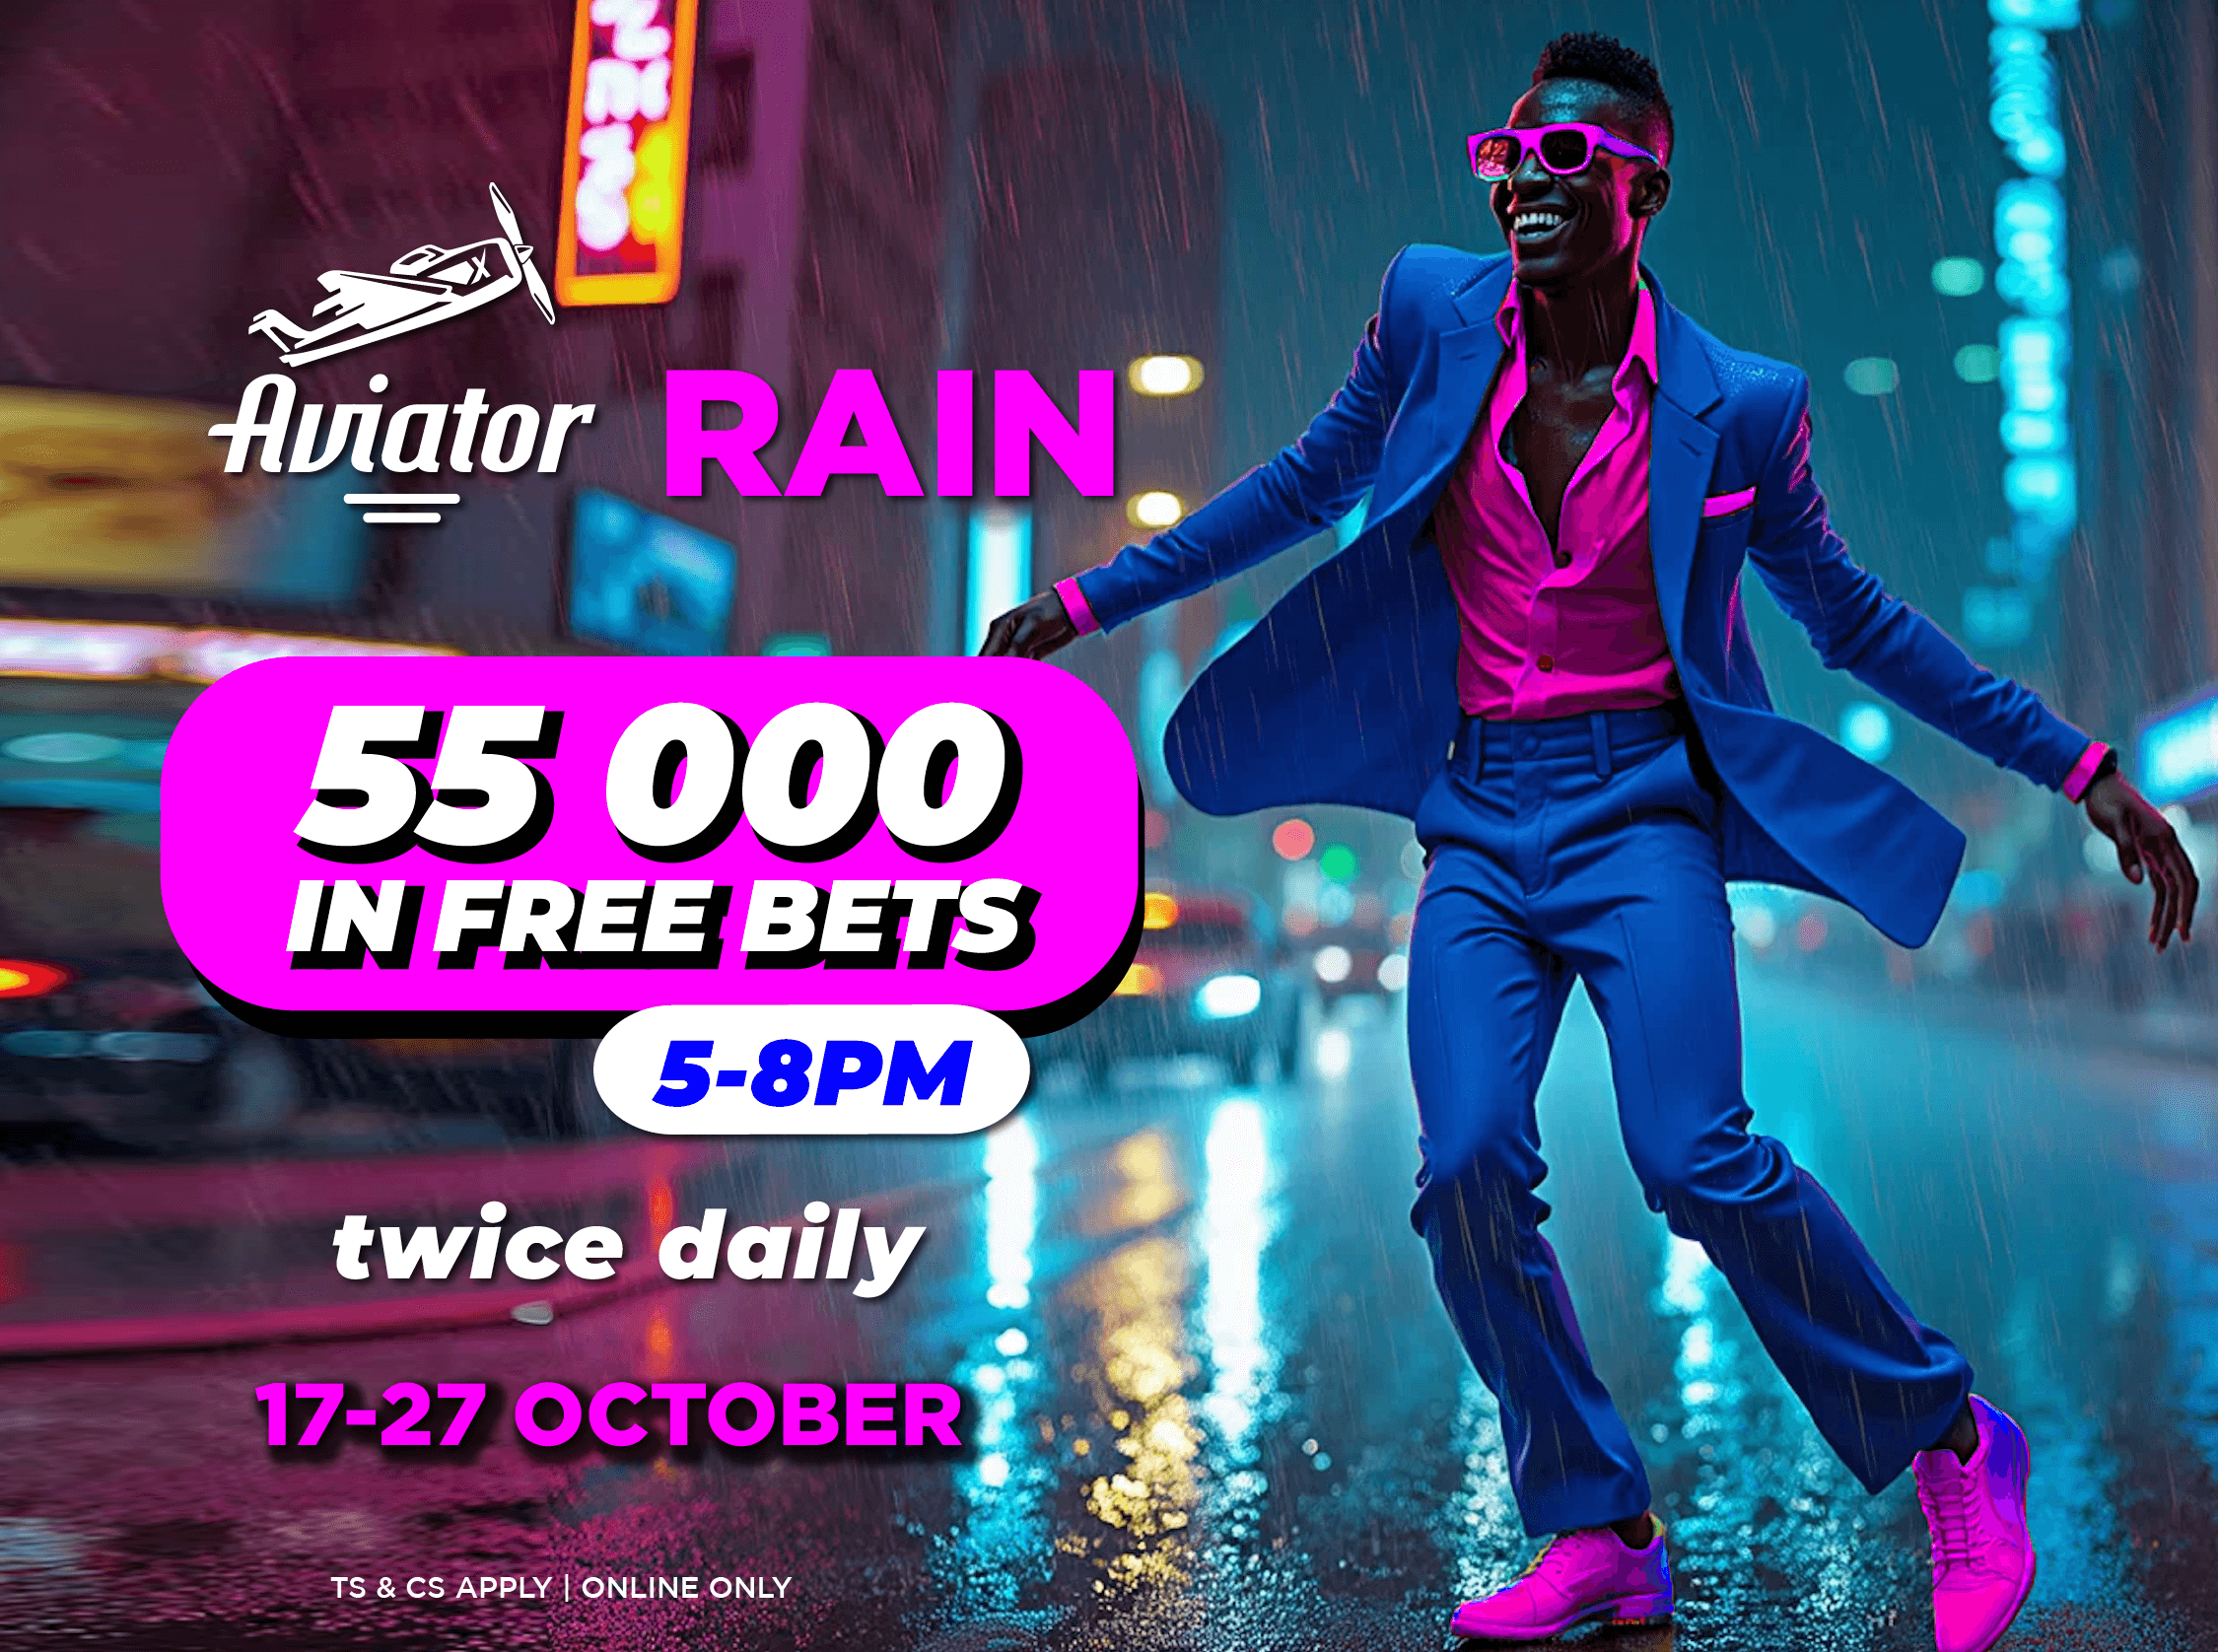 Aviator RAIN
55 000
IN FREE BETS
5-8PM
twice daily
17-27 OCTOBER
TS & CS APPLY | ONLINE ONLY